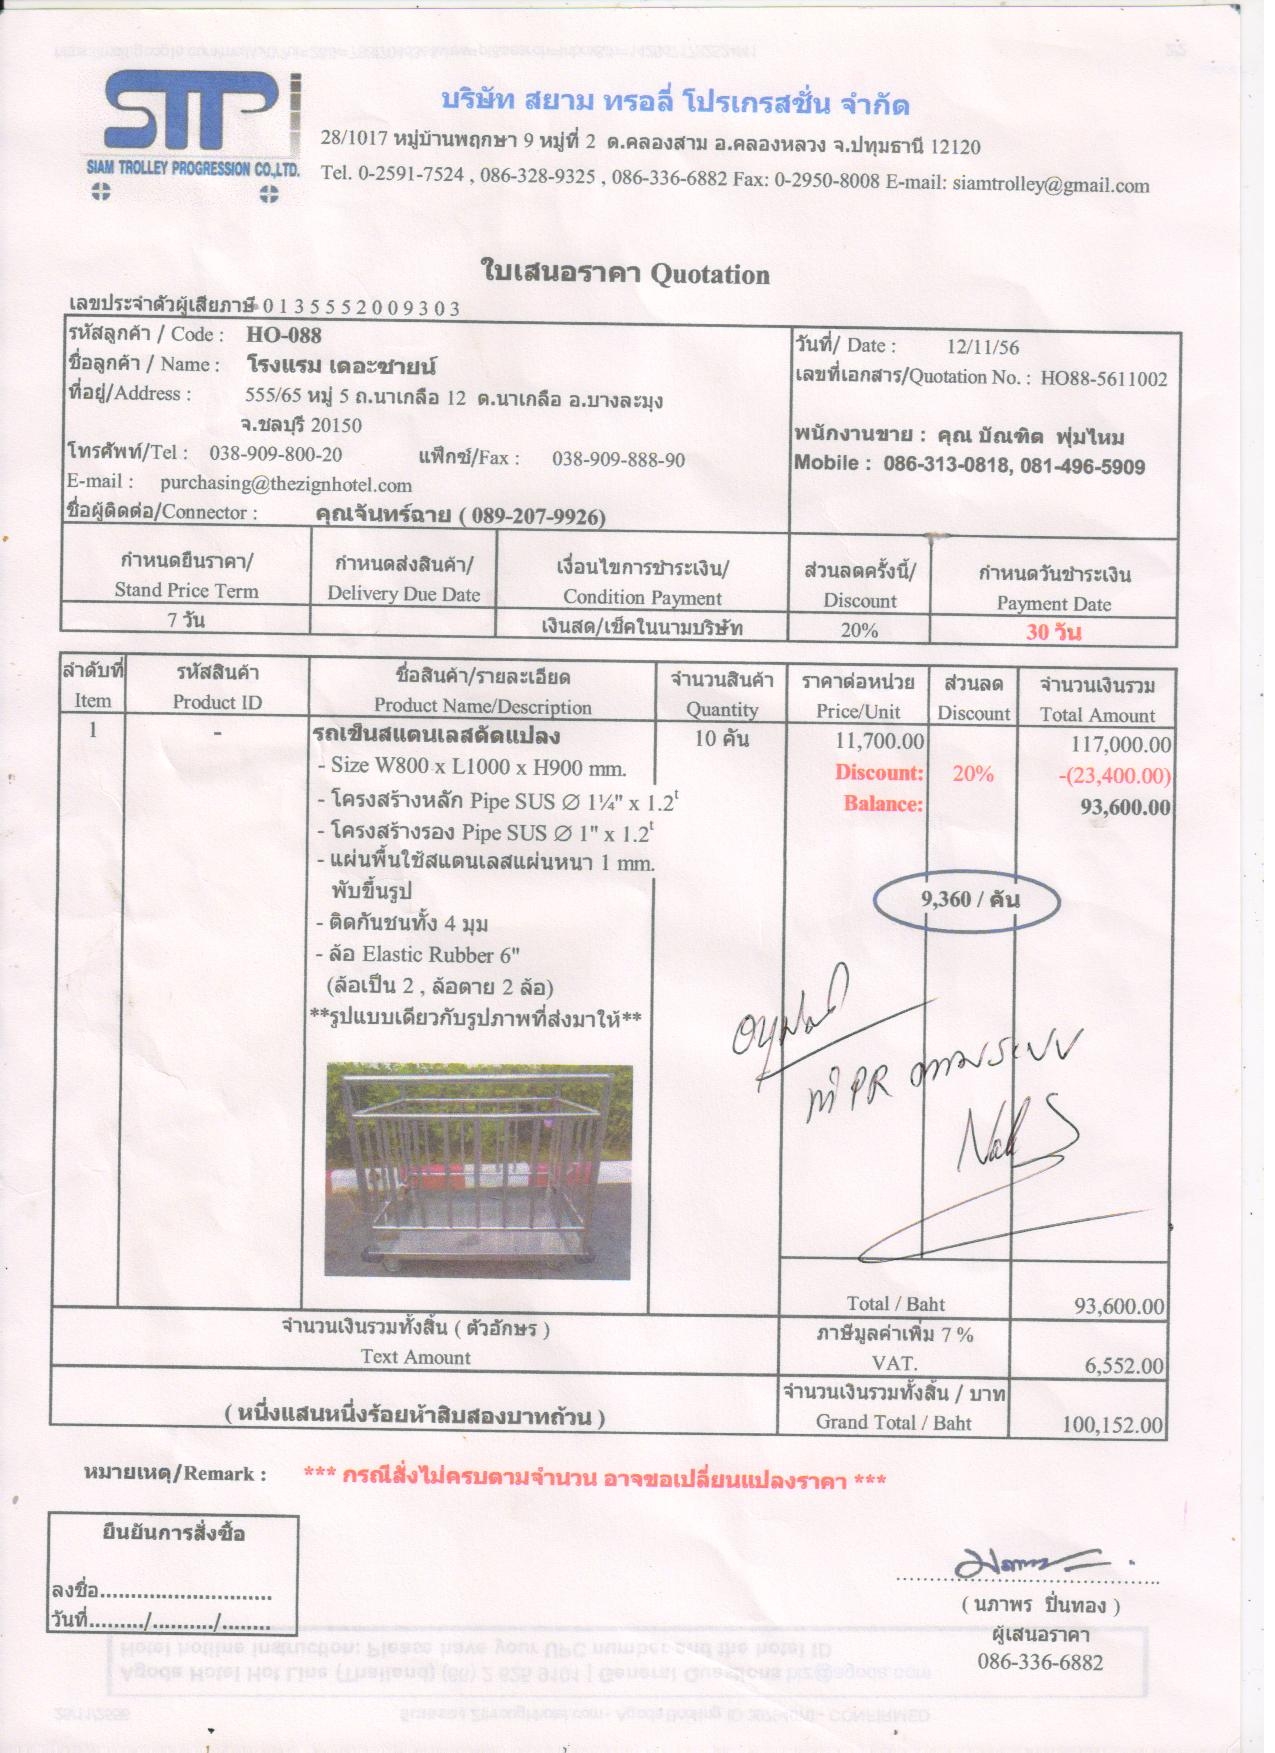 STP
SIAM TROLLEY PROGRESSION CO.,LTD.
บริษัท สยาม ทรอลี่ โปรเกรสชั่น จำกัด
28/1017 หมู่บ้านพฤกษา 9 หมู่ที่ 2 ต.คลองสาม อ.คลองหลวง จ.ปทุมธานี 12120
Tel. 0-2591-7524 , 086-328-9325 , 086-336-6882 Fax: 0-2950-8008 E-mail: siamtrolley@gmail.com
ใบเสนอราคา Quotation
เลขประจำตัวผู้เสียภาษี 0 1 3 5 5 5 2 0 0 9 3 0 3
รหัสลูกค้า / Code : HO-088
ชื่อลูกค้า / Name : โรงแรม เดอะซายน์
ที่อยู่/Address : 555/65 หมู่ 5 ถ.นาเกลือ 12 ต.นาเกลือ อ.บางละมุง
จ.ชลบุรี 20150
โทรศัพท์/Tel : 038-909-800-20 แฟ็กซ์/Fax : 038-909-888-90
E-mail : purchasing@thezignhotel.com
ชื่อผู้ติดต่อ/Connector : คุณจันทร์ฉาย ( 089-207-9926)
วันที่/ Date : 12/11/56
เลขที่เอกสาร/Quotation No. : HO88-5611002
พนักงานขาย : คุณ บัณฑิต พุ่มไหม
Mobile : 086-313-0818, 081-496-5909
กำหนดยืนราคา/ กำหนดส่งสินค้า/ เงื่อนไขการชำระเงิน/ ส่วนลดครั้งนี้/ กำหนดวันชำระเงิน
Stand Price Term Delivery Due Date Condition Payment Discount Payment Date
7 วัน เงินสด/เช็คในนามบริษัท 20% 30 วัน
ลำดับที่ รหัสสินค้า ชื่อสินค้า/รายละเอียด จำนวนสินค้า ราคาต่อหน่วย ส่วนลด จำนวนเงินรวม
Item Product ID Product Name/Description Quantity Price/Unit Discount Total Amount
1 - รถเข็นสแตนเลสดัดแปลง 10 คัน 11,700.00 117,000.00
- Size W800 x L1000 x H900 mm. Discount: 20% -(23,400.00)
- โครงสร้างหลัก Pipe SUS ∅ 1¼" x 1.2t Balance: 93,600.00
- โครงสร้างรอง Pipe SUS ∅ 1" x 1.2t
- แผ่นพื้นใช้สแตนเลสแผ่นหนา 1 mm.
พับขึ้นรูป 9,360 / คัน
- ติดกันชนทั้ง 4 มุม
- ล้อ Elastic Rubber 6"
(ล้อเป็น 2 , ล้อตาย 2 ล้อ)
**รูปแบบเดียวกับรูปภาพที่ส่งมาให้**
อนุมัติ
ทำ PR ตามระบบ
Total / Baht 93,600.00
จำนวนเงินรวมทั้งสิ้น ( ตัวอักษร ) ภาษีมูลค่าเพิ่ม 7 %
Text Amount VAT. 6,552.00
จำนวนเงินรวมทั้งสิ้น / บาท
( หนึ่งแสนหนึ่งร้อยห้าสิบสองบาทถ้วน ) Grand Total / Baht 100,152.00
หมายเหตุ/Remark : *** กรณีสั่งไม่ครบตามจำนวน อาจขอเปลี่ยนแปลงราคา ***
ยืนยันการสั่งซื้อ
ลงชื่อ............................
วันที่........./........../........
( นภาพร ปิ่นทอง )
ผู้เสนอราคา
086-336-6882